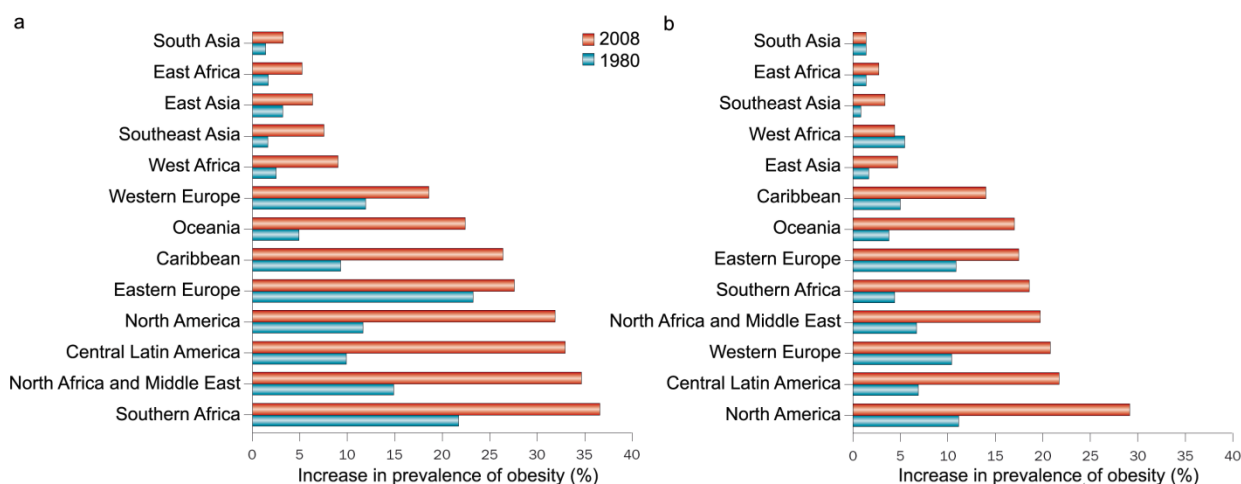 a
2008
1980
South Asia
East Africa
East Asia
Southeast Asia
West Africa
Western Europe
Oceania
Caribbean
Eastern Europe
North America
Central Latin America
North Africa and Middle East
Southern Africa
0 5 10 15 20 25 30 35 40
Increase in prevalence of obesity (%)
b
South Asia
East Africa
Southeast Asia
West Africa
East Asia
Caribbean
Oceania
Eastern Europe
Southern Africa
North Africa and Middle East
Western Europe
Central Latin America
North America
0 5 10 15 20 25 30 35 40
Increase in prevalence of obesity (%)